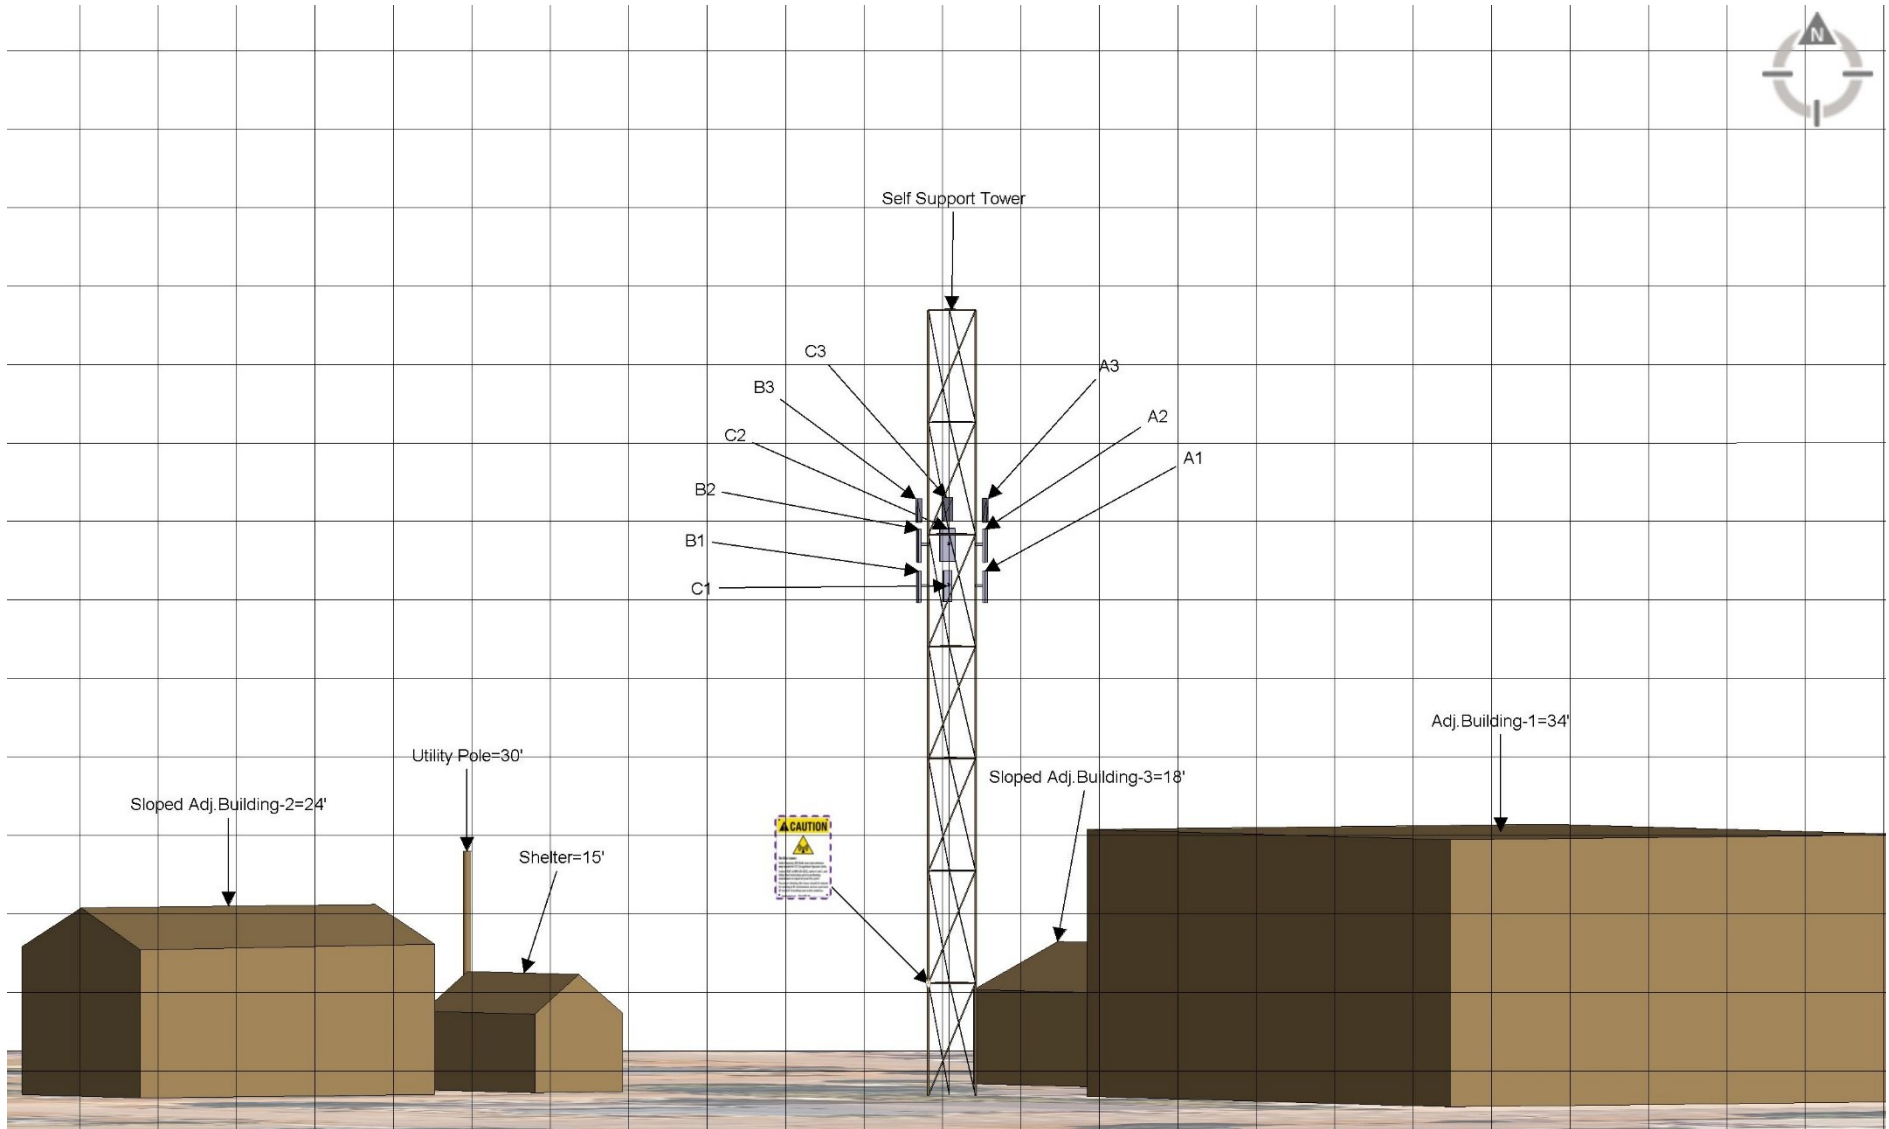 N
Self Support Tower
C3
A3
B3
A2
C2
A1
B2
B1
C1
Adj.Building-1=34'
Utility Pole=30'
Sloped Adj.Building-3=18'
Sloped Adj.Building-2=24'
CAUTION
Shelter=15'